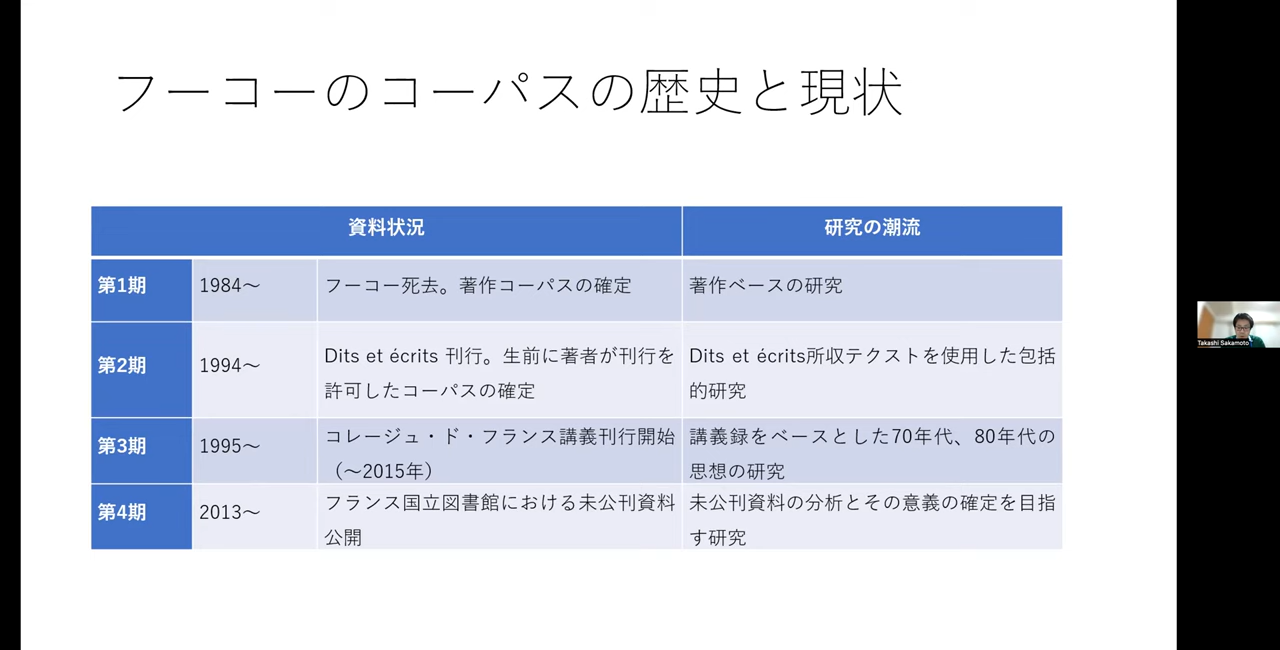 フーコーのコーパスの歴史と現状
資料状況
研究の潮流
第1期
1984～
フーコー死去。著作コーパスの確定
著作ベースの研究
第2期
1994～
Dits et écrits 刊行。生前に著者が刊行を
許可したコーパスの確定
Dits et écrits所収テクストを使用した包括
的研究
第3期
1995～
コレージュ・ド・フランス講義刊行開始
（～2015年）
講義録をベースとした70年代、80年代の
思想の研究
第4期
2013～
フランス国立図書館における未公刊資料
公開
未公刊資料の分析とその意義の確定を目指
す研究
Takashi Sakamoto